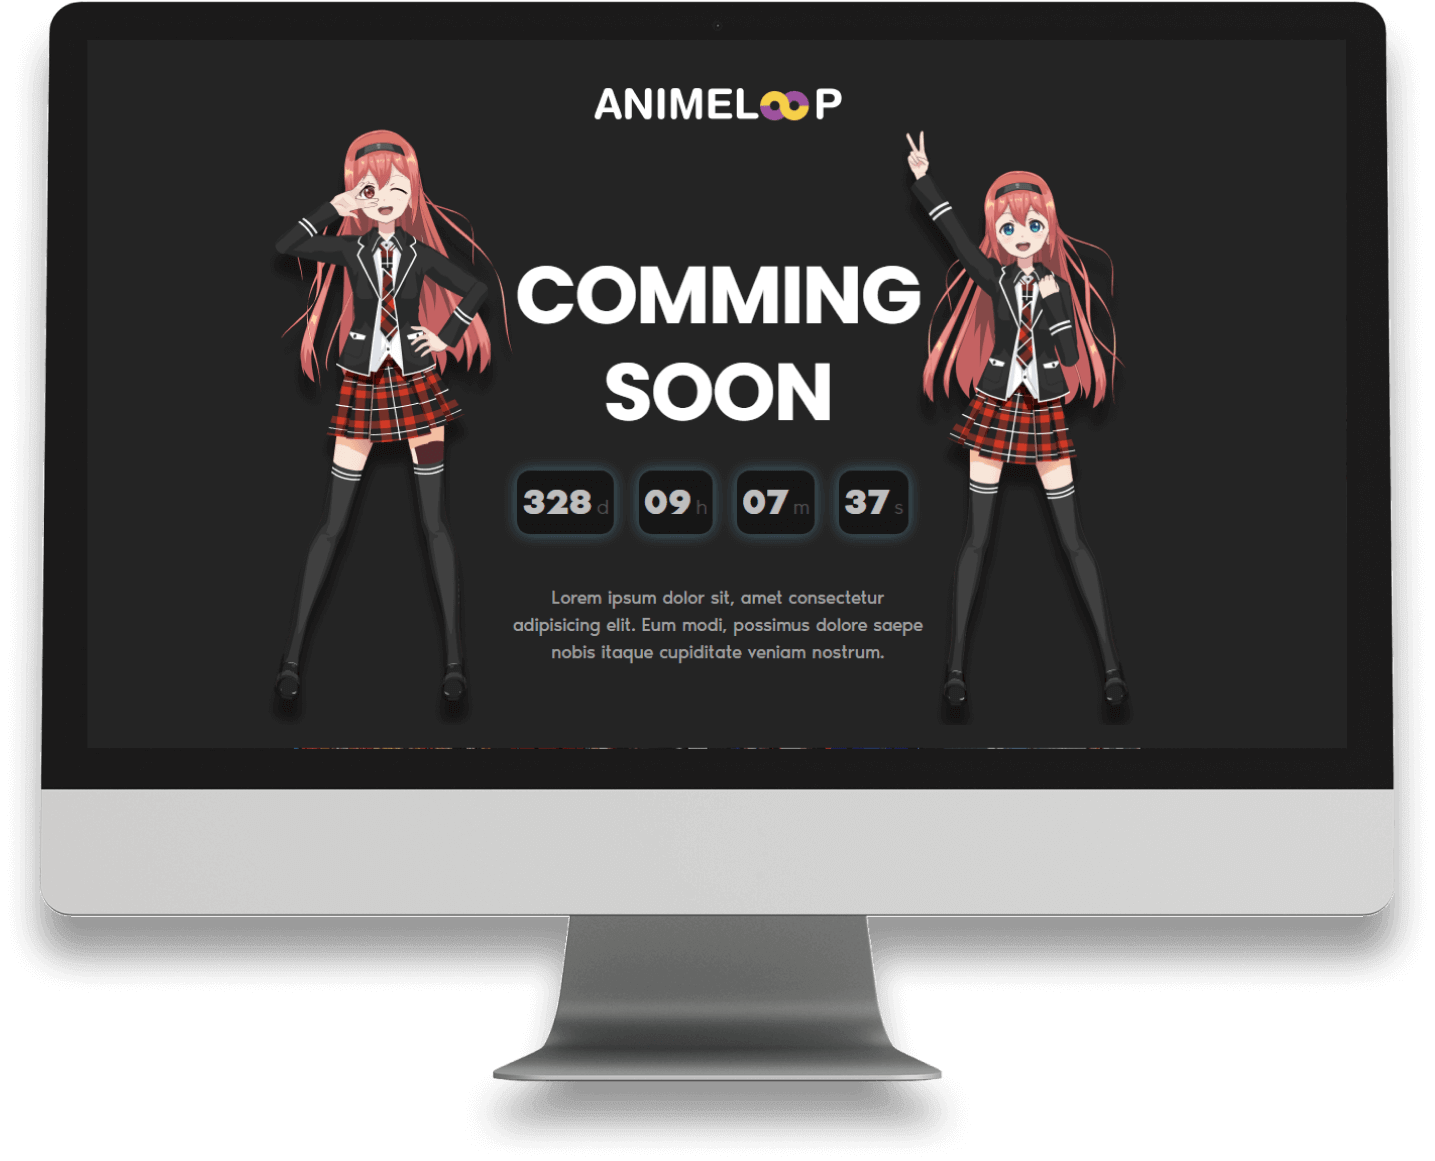 ANIMELOOP
COMMING
SOON
328 d 09 h 07 m 37 s
Lorem ipsum dolor sit, amet consectetur
adipisicing elit. Eum modi, possimus dolore saepe
nobis itaque cupiditate veniam nostrum.